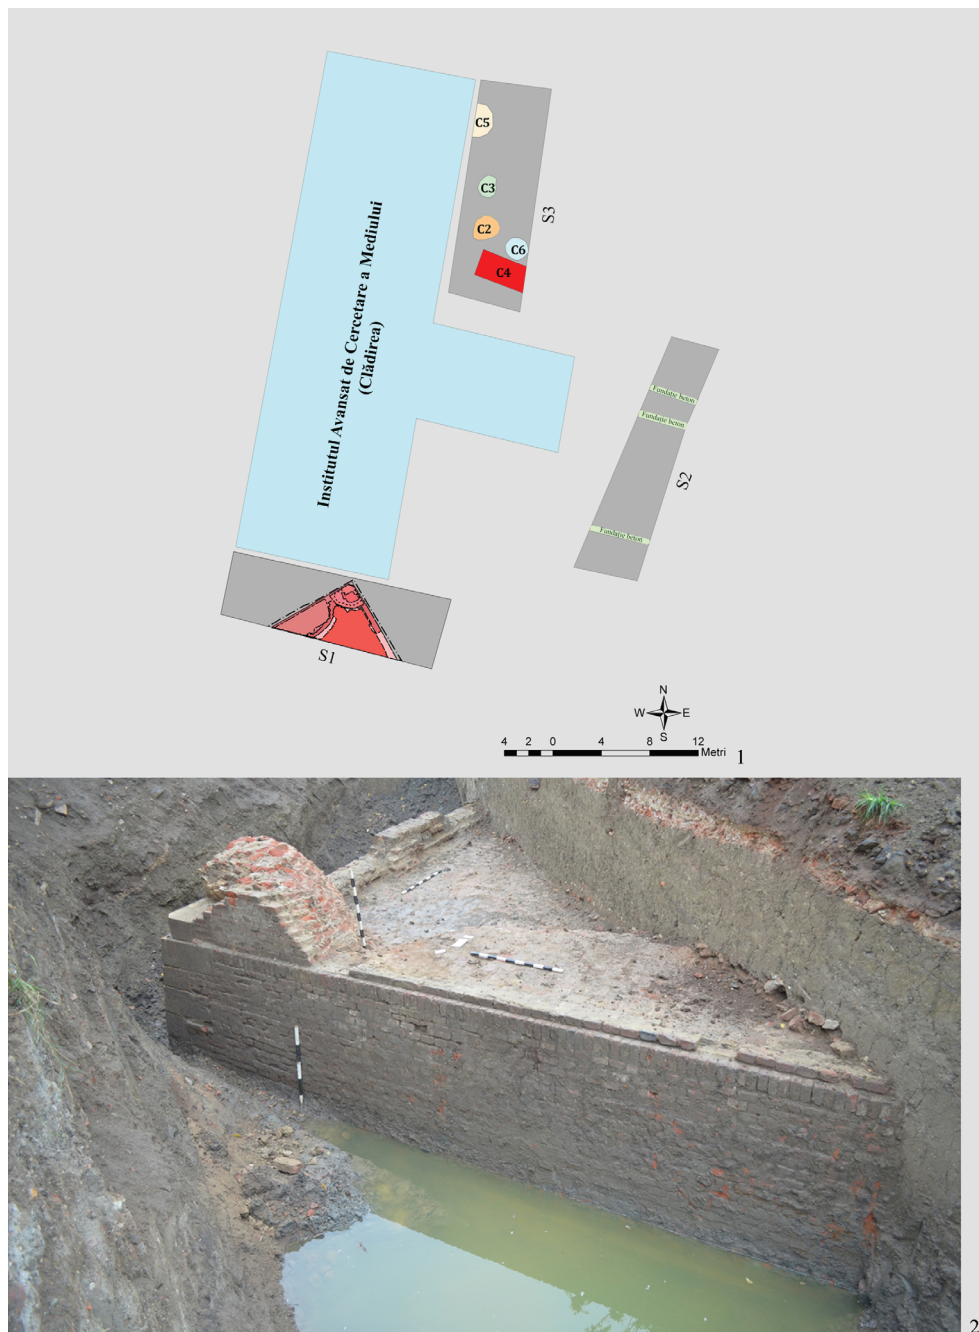 C5
C3
C2
C6
C4
S3
Institutul Avansat de Cercetare a Mediului
(Clădirea)
Fundație beton
Fundație beton
S2
Fundație beton
S1
N
W E
S
4 2 0 4 8 12
Metri
1
2